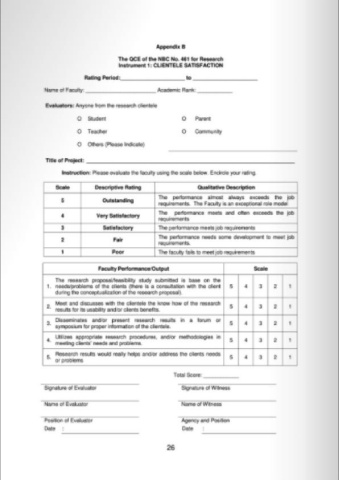 Appendix B
The QCE of the NBC No. 461 for Research
Instrument 1: CLIENTELE SATISFACTION
Rating Period: ____________ to ____________
Name of Faculty: ____________ Academic Rank: ____________
Evaluators: Anyone from the research clientele
O Student O Parent
O Teacher O Community
O Others (Please Indicate) ____________
Title of Project: ____________
Instruction: Please evaluate the faculty using the scale below. Encircle your rating.
Scale Descriptive Rating Qualitative Description
5 Outstanding The performance almost always exceeds the job
requirements. The Faculty is an exceptional role model
4 Very Satisfactory The performance meets and often exceeds the job
requirements
3 Satisfactory The performance meets job requirements
2 Fair The performance needs some development to meet job
requirements.
1 Poor The faculty fails to meet job requirements
Faculty Performance/Output Scale
1. The research proposal/feasibility study submitted is base on the
needs/problems of the clients (there is a consultation with the client
during the conceptualization of the research proposal). 5 4 3 2 1
2. Meet and discusses with the clientele the know how of the research
results for its usability and/or clients benefits. 5 4 3 2 1
3. Disseminates and/or present research results in a forum or
symposium for proper information of the clientele. 5 4 3 2 1
4. Utilizes appropriate research procedures, and/or methodologies in
meeting clients' needs and problems. 5 4 3 2 1
5. Research results would really helps and/or address the clients needs
or problems 5 4 3 2 1
Total Score: ____________
Signature of Evaluator Signature of Witness
Name of Evaluator Name of Witness
Position of Evaluator Agency and Position
Date : ____________ Date : ____________
26